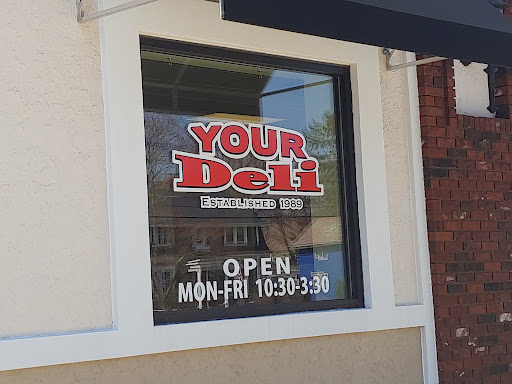 YOUR
Deli
ESTABLISHED 1989
OPEN
MON-FRI 10:30-3:30